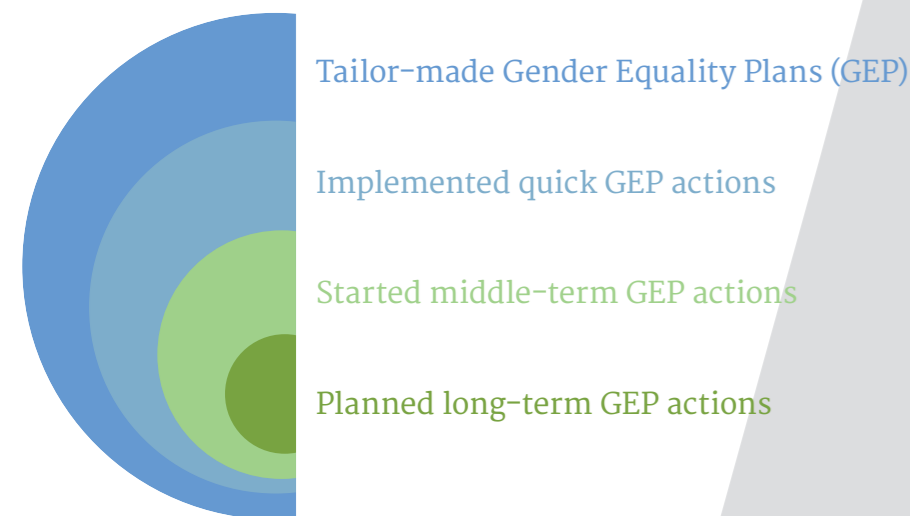 Tailor-made Gender Equality Plans (GEP)
Implemented quick GEP actions
Started middle-term GEP actions
Planned long-term GEP actions